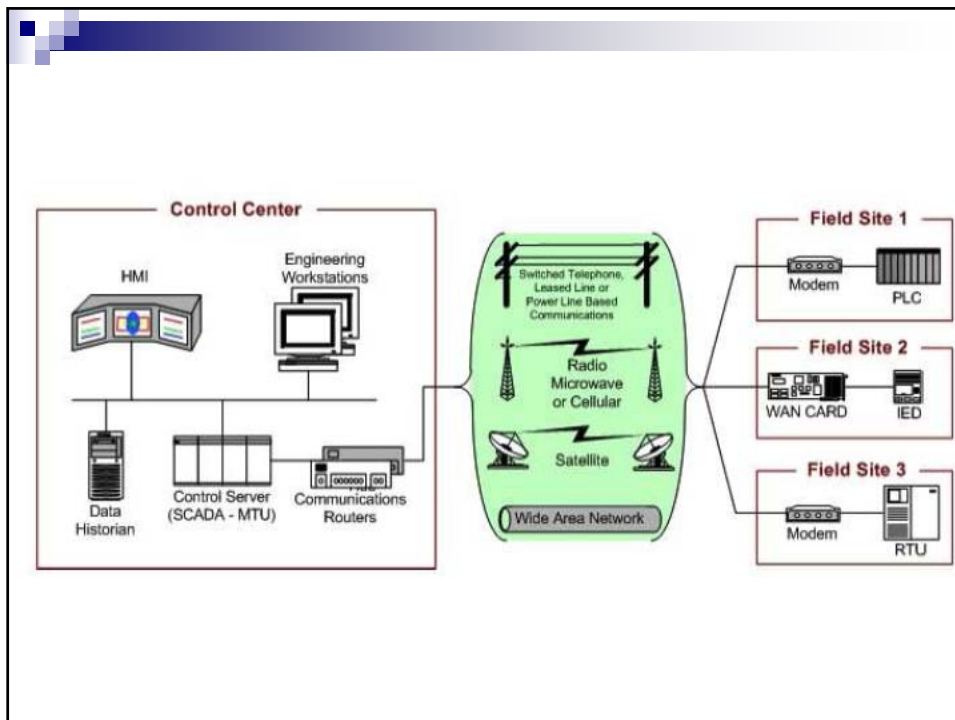 Control Center
HMI
Engineering
Workstations
Data
Historian
Control Server
(SCADA - MTU)
Communications
Routers
Switched Telephone,
Leased Line or
Power Line Based
Communications
Radio
Microwave
or Cellular
Satellite
Wide Area Network
Field Site 1
Modem
PLC
Field Site 2
WAN CARD
IED
Field Site 3
Modem
RTU